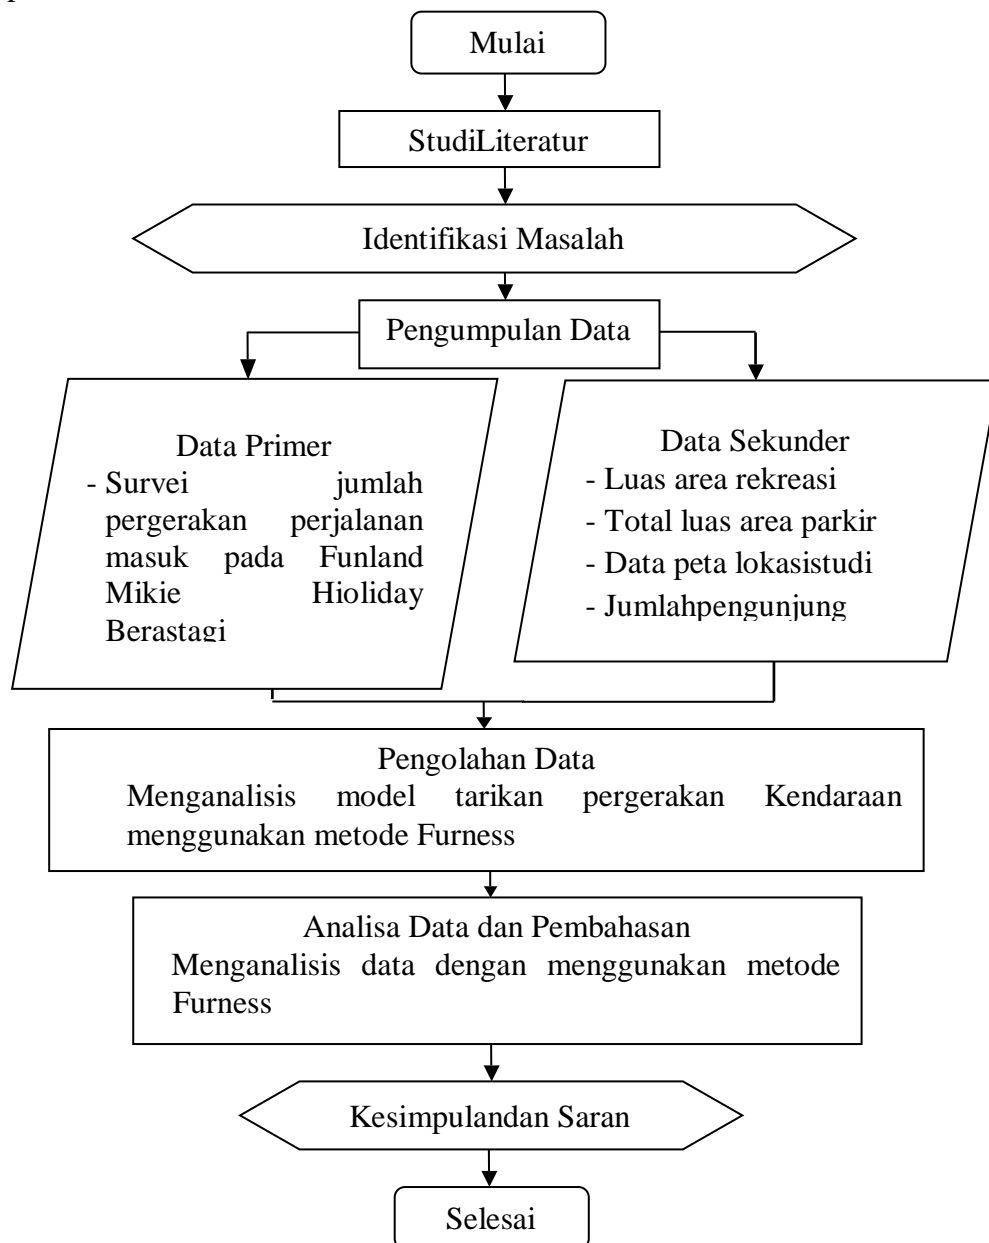 Mulai
StudiLiteratur
Identifikasi Masalah
Pengumpulan Data
Data Primer
- Survei jumlah
pergerakan perjalanan
masuk pada Funland
Mikie Hioliday
Berastagi
Data Sekunder
- Luas area rekreasi
- Total luas area parkir
- Data peta lokasistudi
- Jumlahpengunjung
Pengolahan Data
Menganalisis model tarikan pergerakan Kendaraan
menggunakan metode Furness
Analisa Data dan Pembahasan
Menganalisis data dengan menggunakan metode
Furness
Kesimpulandan Saran
Selesai